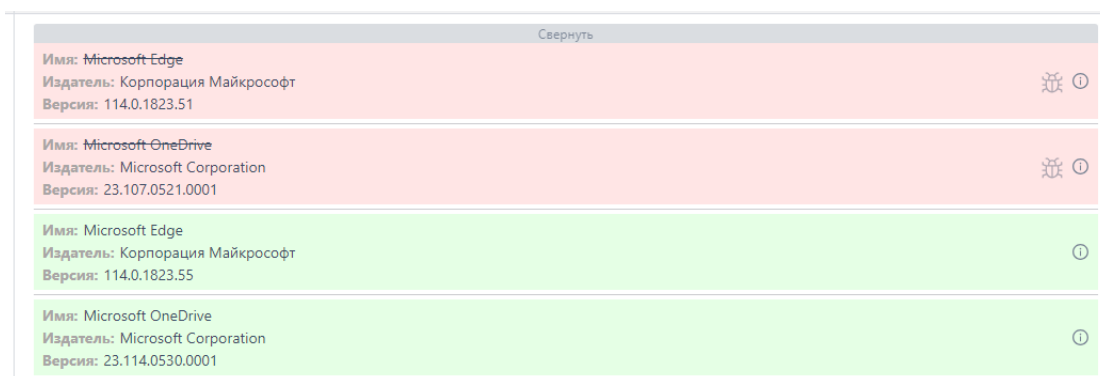 Свернуть
Имя: Microsoft Edge
Издатель: Корпорация Майкрософт
Версия: 114.0.1823.51
Имя: Microsoft OneDrive
Издатель: Microsoft Corporation
Версия: 23.107.0521.0001
Имя: Microsoft Edge
Издатель: Корпорация Майкрософт
Версия: 114.0.1823.55
Имя: Microsoft OneDrive
Издатель: Microsoft Corporation
Версия: 23.114.0530.0001